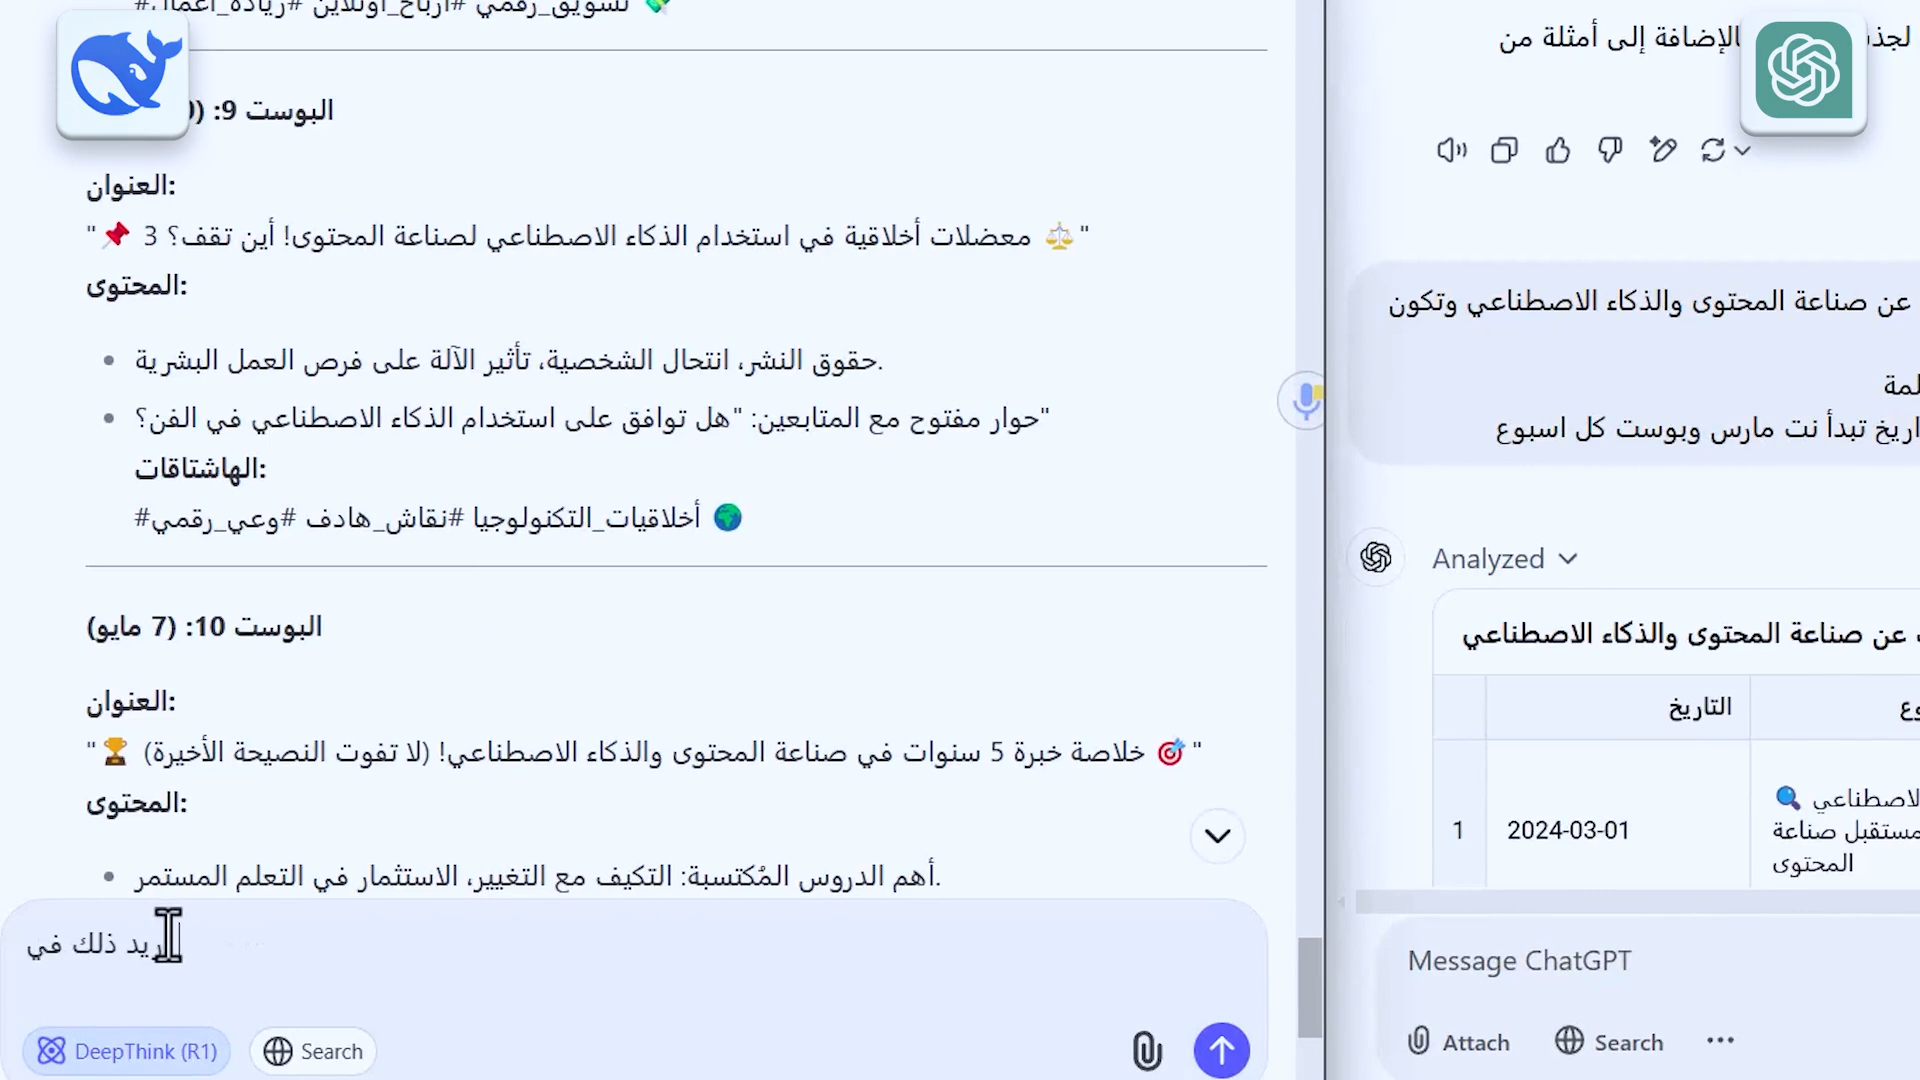 #تسويق_رقمي #أرباح_أونلاين #ريادة_أعمال
البوست 9:
العنوان:
"⚖️ معضلات أخلاقية في استخدام الذكاء الاصطناعي لصناعة المحتوى! أين تقف؟ 3 📌"
المحتوى:
حقوق النشر، انتحال الشخصية، تأثير الآلة على فرص العمل البشرية.
حوار مفتوح مع المتابعين: "هل توافق على استخدام الذكاء الاصطناعي في الفن؟"
الهاشتاقات:
#أخلاقيات_التكنولوجيا #نقاش_هادف #وعي_رقمي 🌍
البوست 10: (7 مايو)
العنوان:
"🎯 خلاصة خبرة 5 سنوات في صناعة المحتوى والذكاء الاصطناعي! (لا تفوت النصيحة الأخيرة) 🏆"
المحتوى:
أهم الدروس المُكتسبة: التكيف مع التغيير، الاستثمار في التعلم المستمر.
ذلك في
DeepThink (R1)
Search
بالإضافة إلى أمثلة من
عن صناعة المحتوى والذكاء الاصطناعي وتكون
تبدأ نت مارس وبوست كل اسبوع
Analyzed
عن صناعة المحتوى والذكاء الاصطناعي
التاريخ
1
2024-03-01
🔍
مستقبل صناعة
المحتوى
Message ChatGPT
Attach
Search